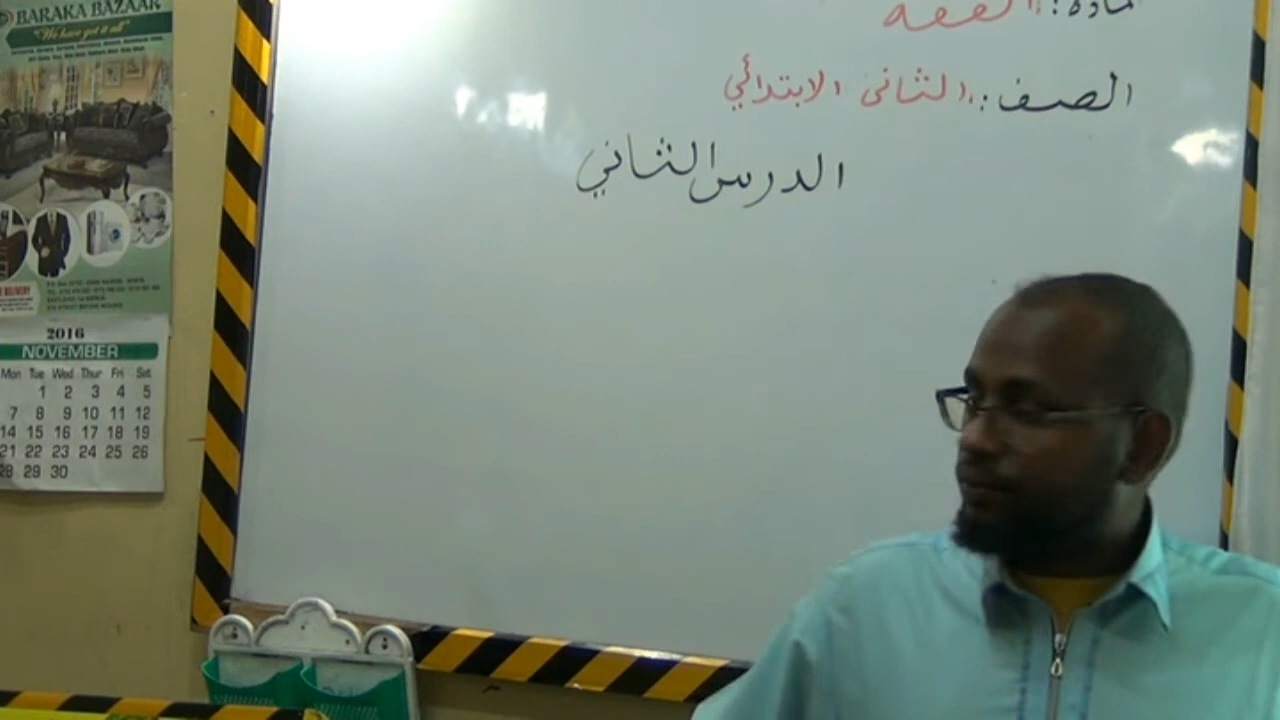 BARAKA BAZAAR
"We have got it all"
المادة: الفقه
الصف: الثانى الابتدائي
الدرس الثاني
DELIVERY
2016
NOVEMBER
Mon Tue Wed Thur Fri Sat
1 2 3 4 5
7 8 9 10 11 12
14 15 16 17 18 19
21 22 23 24 25 26
28 29 30